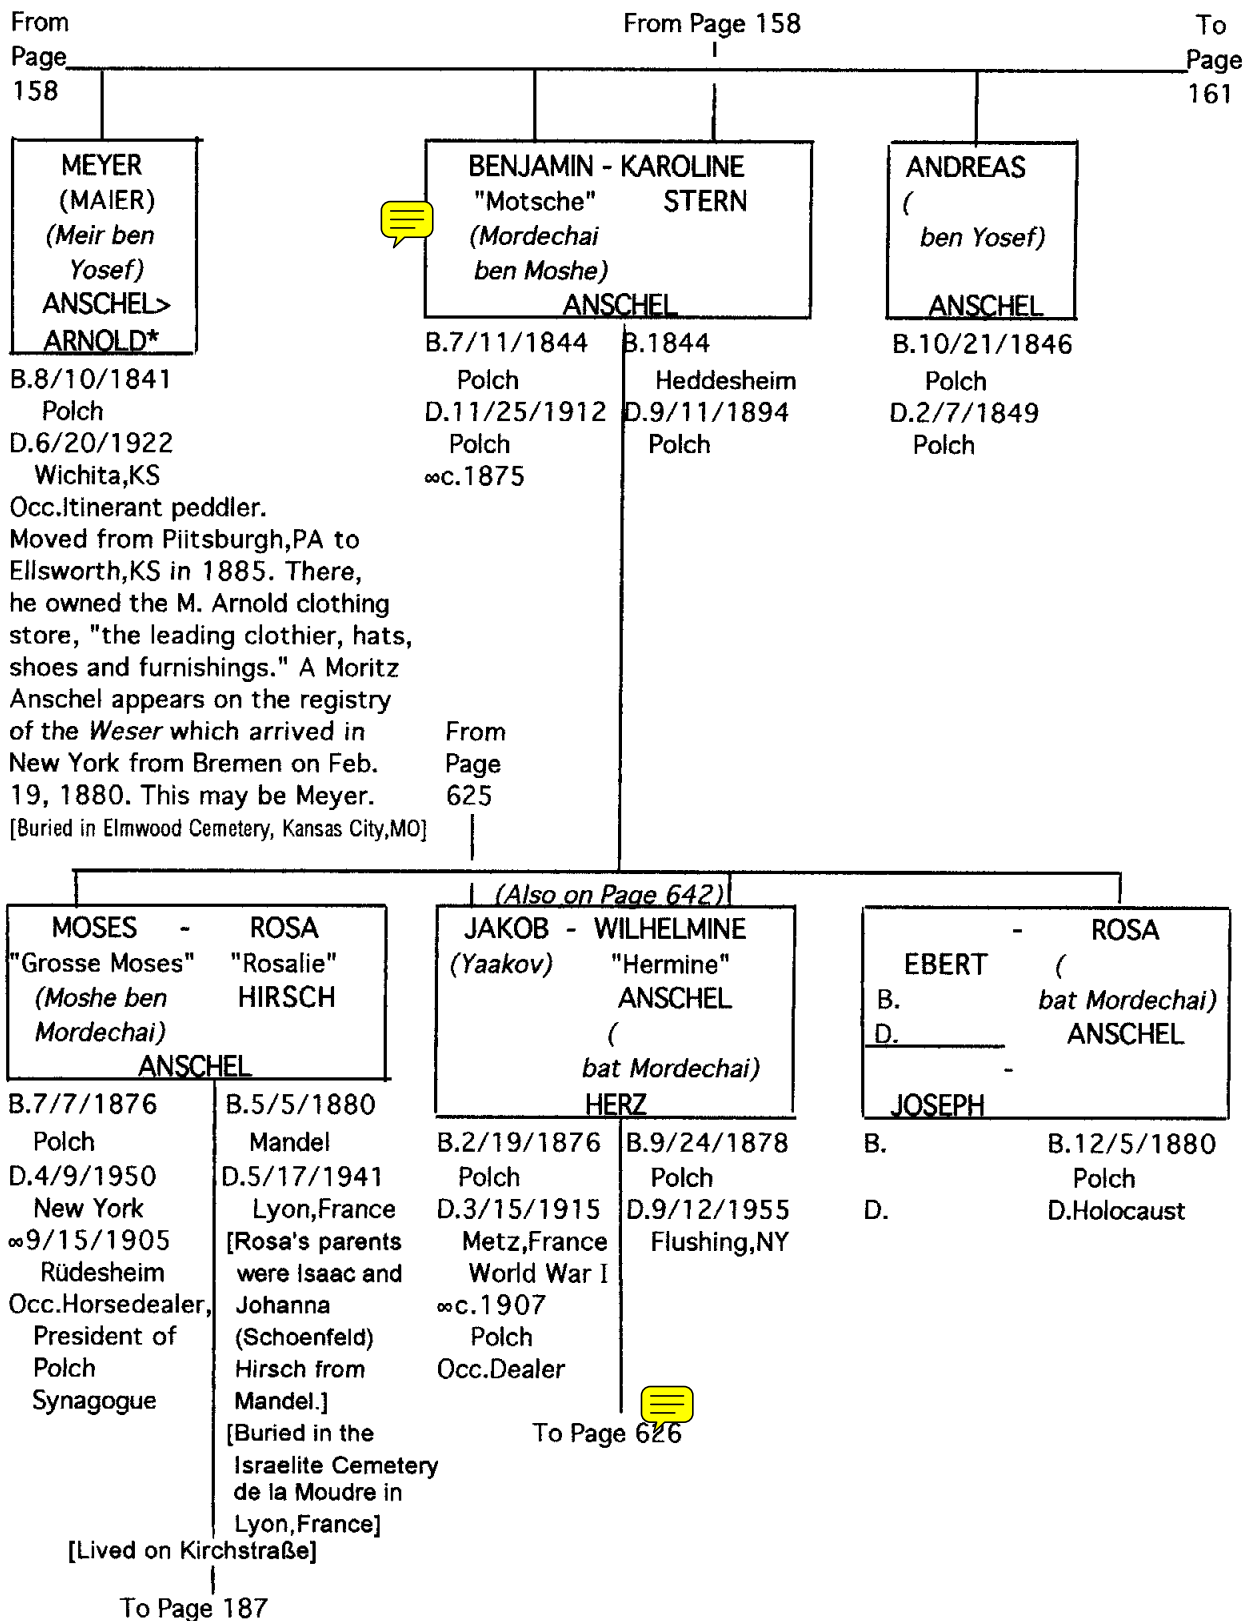 From
Page
158
From Page 158
To
Page
161
MEYER
(MAIER)
(Meir ben
Yosef)
ANSCHEL>
ARNOLD*
B.8/10/1841
Polch
D.6/20/1922
Wichita,KS
Occ.Itinerant peddler.
Moved from Piitsburgh,PA to
Ellsworth,KS in 1885. There,
he owned the M. Arnold clothing
store, "the leading clothier, hats,
shoes and furnishings." A Moritz
Anschel appears on the registry
of the Weser which arrived in
New York from Bremen on Feb.
19, 1880. This may be Meyer.
[Buried in Elmwood Cemetery, Kansas City,MO]
BENJAMIN - KAROLINE
"Motsche" STERN
(Mordechai
ben Moshe)
ANSCHEL
B.7/11/1844 B.1844
Polch Heddesheim
D.11/25/1912 D.9/11/1894
Polch Polch
∞c.1875
ANDREAS
(
ben Yosef)
ANSCHEL
B.10/21/1846
Polch
D.2/7/1849
Polch
From
Page
625
(Also on Page 642)
MOSES - ROSA
"Grosse Moses" "Rosalie"
(Moshe ben HIRSCH
Mordechai)
ANSCHEL
B.7/7/1876 B.5/5/1880
Polch Mandel
D.4/9/1950 D.5/17/1941
New York Lyon,France
∞9/15/1905 [Rosa's parents
Rüdesheim were Isaac and
Occ.Horsedealer, Johanna
President of (Schoenfeld)
Polch Hirsch from
Synagogue Mandel.]
[Buried in the
Israelite Cemetery
de la Moudre in
Lyon,France]
[Lived on Kirchstraße]
To Page 187
JAKOB - WILHELMINE
(Yaakov) "Hermine"
ANSCHEL
(
bat Mordechai)
HERZ
B.2/19/1876 B.9/24/1878
Polch Polch
D.3/15/1915 D.9/12/1955
Metz,France Flushing,NY
World War I
∞c.1907
Polch
Occ.Dealer
To Page 626
- ROSA
EBERT (
B. bat Mordechai)
D. ANSCHEL
-
JOSEPH
B. B.12/5/1880
Polch
D. D.Holocaust